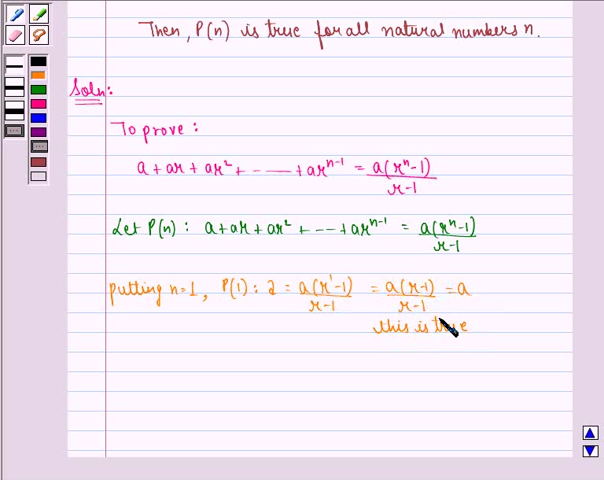 Then, P(n) is true for all natural numbers n.
Soln:
To prove:
a + ar + ar² + - —— + arⁿ⁻¹ = a(rⁿ-1)/r-1
Let P(n): a + ar + ar² + - -- + arⁿ⁻¹ = a(rⁿ-1)/r-1
putting n=1, P(1): a = a(r¹-1)/r-1 = a(r-1)/r-1 = a
this is true